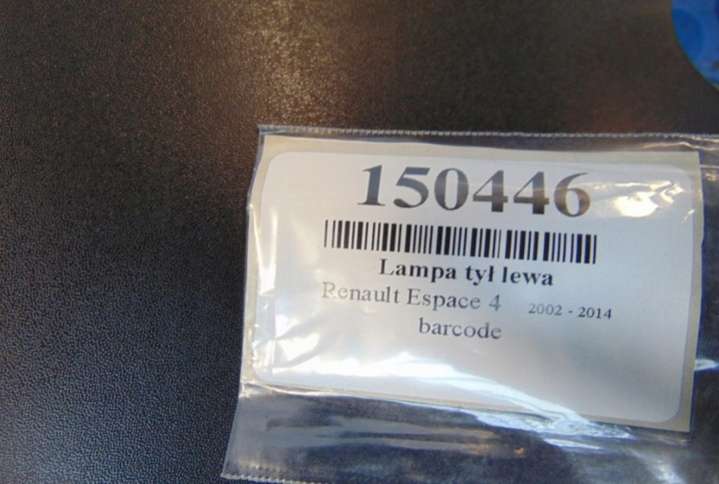 150446
Lampa tył lewa
Renault Espace 4 2002 - 2014
barcode